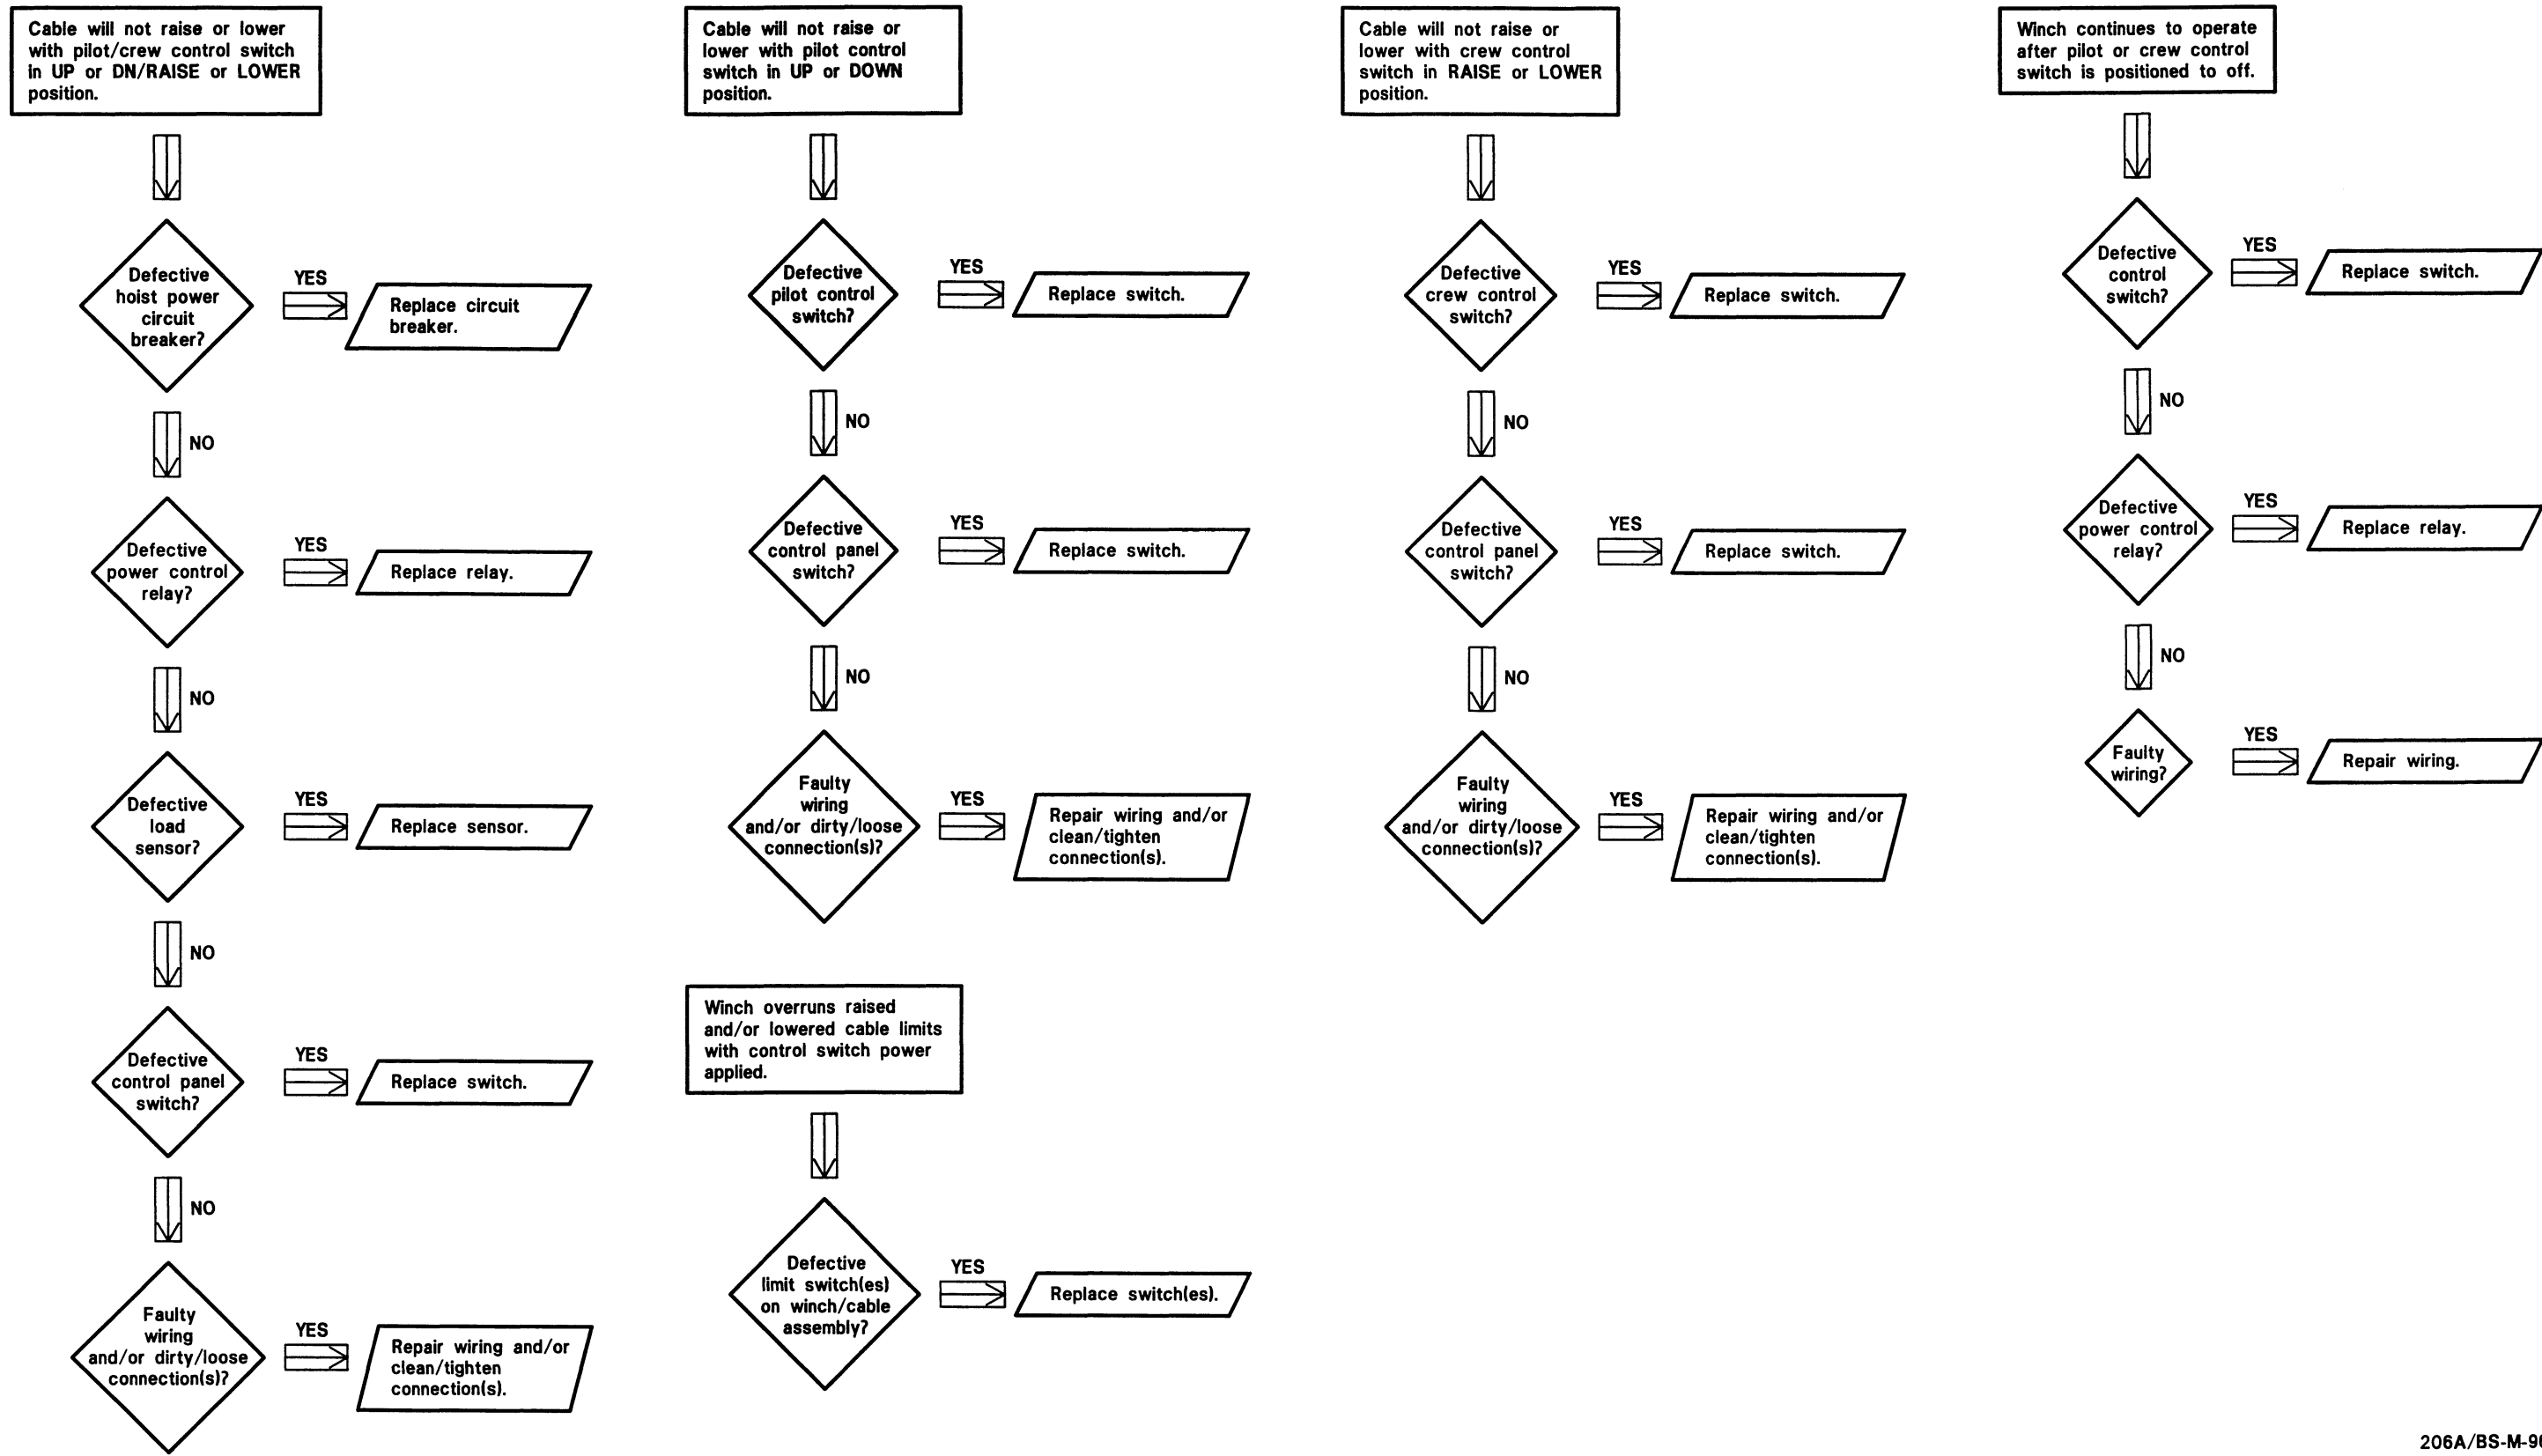 Cable will not raise or lower
with pilot/crew control switch
in UP or DN/RAISE or LOWER
position.
Defective
hoist power
circuit
breaker?
YES
Replace circuit
breaker.
NO
Defective
power control
relay?
YES
Replace relay.
NO
Defective
load
sensor?
YES
Replace sensor.
NO
Defective
control panel
switch?
YES
Replace switch.
NO
Faulty
wiring
and/or dirty/loose
connection(s)?
YES
Repair wiring and/or
clean/tighten
connection(s).
Cable will not raise or
lower with pilot control
switch in UP or DOWN
position.
Defective
pilot control
switch?
YES
Replace switch.
NO
Defective
control panel
switch?
YES
Replace switch.
NO
Faulty
wiring
and/or dirty/loose
connection(s)?
YES
Repair wiring and/or
clean/tighten
connection(s).
Winch overruns raised
and/or lowered cable limits
with control switch power
applied.
Defective
limit switch(es)
on winch/cable
assembly?
YES
Replace switch(es).
Cable will not raise or
lower with crew control
switch in RAISE or LOWER
position.
Defective
crew control
switch?
YES
Replace switch.
NO
Defective
control panel
switch?
YES
Replace switch.
NO
Faulty
wiring
and/or dirty/loose
connection(s)?
YES
Repair wiring and/or
clean/tighten
connection(s).
Winch continues to operate
after pilot or crew control
switch is positioned to off.
Defective
control
switch?
YES
Replace switch.
NO
Defective
power control
relay?
YES
Replace relay.
NO
Faulty
wiring?
YES
Repair wiring.